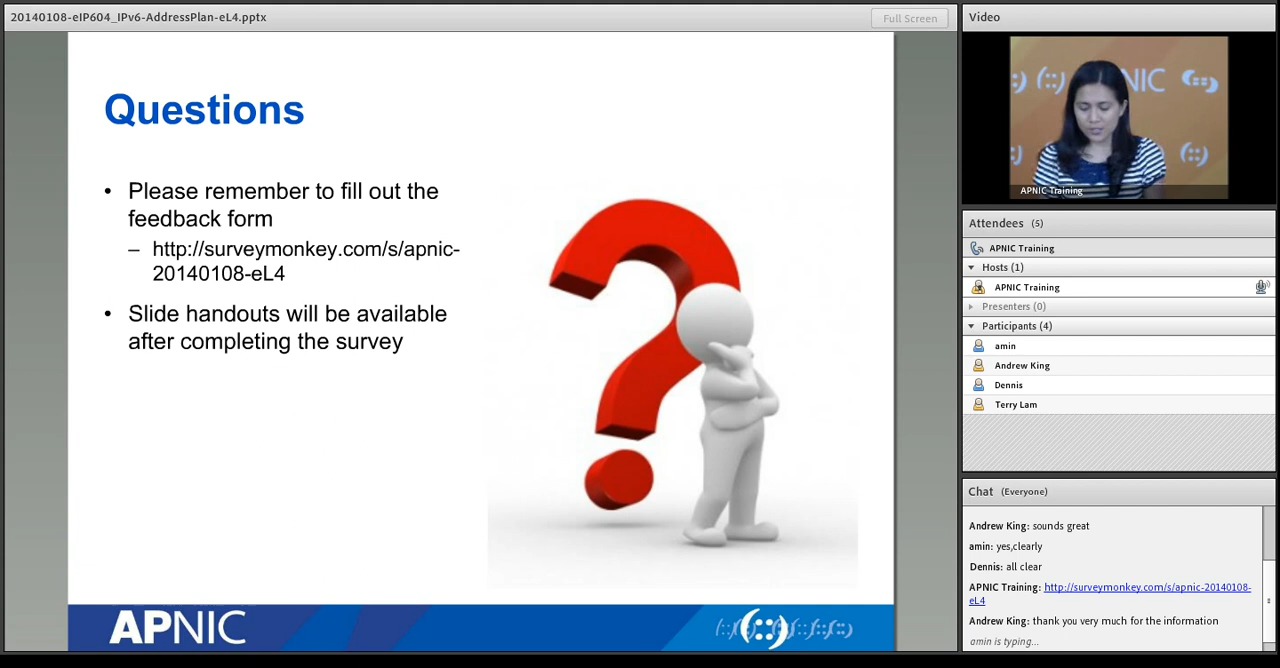 20140108-eIP604_IPv6-AddressPlan-eL4.pptx
Full Screen
Questions
• Please remember to fill out the
feedback form
– http://surveymonkey.com/s/apnic-
20140108-eL4
• Slide handouts will be available
after completing the survey
APNIC
Video
NIC
APNIC Training
Attendees (5)
APNIC Training
Hosts (1)
APNIC Training
Presenters (0)
Participants (4)
amin
Andrew King
Dennis
Terry Lam
Chat (Everyone)
Andrew King: sounds great
amin: yes,clearly
Dennis: all clear
APNIC Training: http://surveymonkey.com/s/apnic-20140108-
eL4
Andrew King: thank you very much for the information
amin is typing...